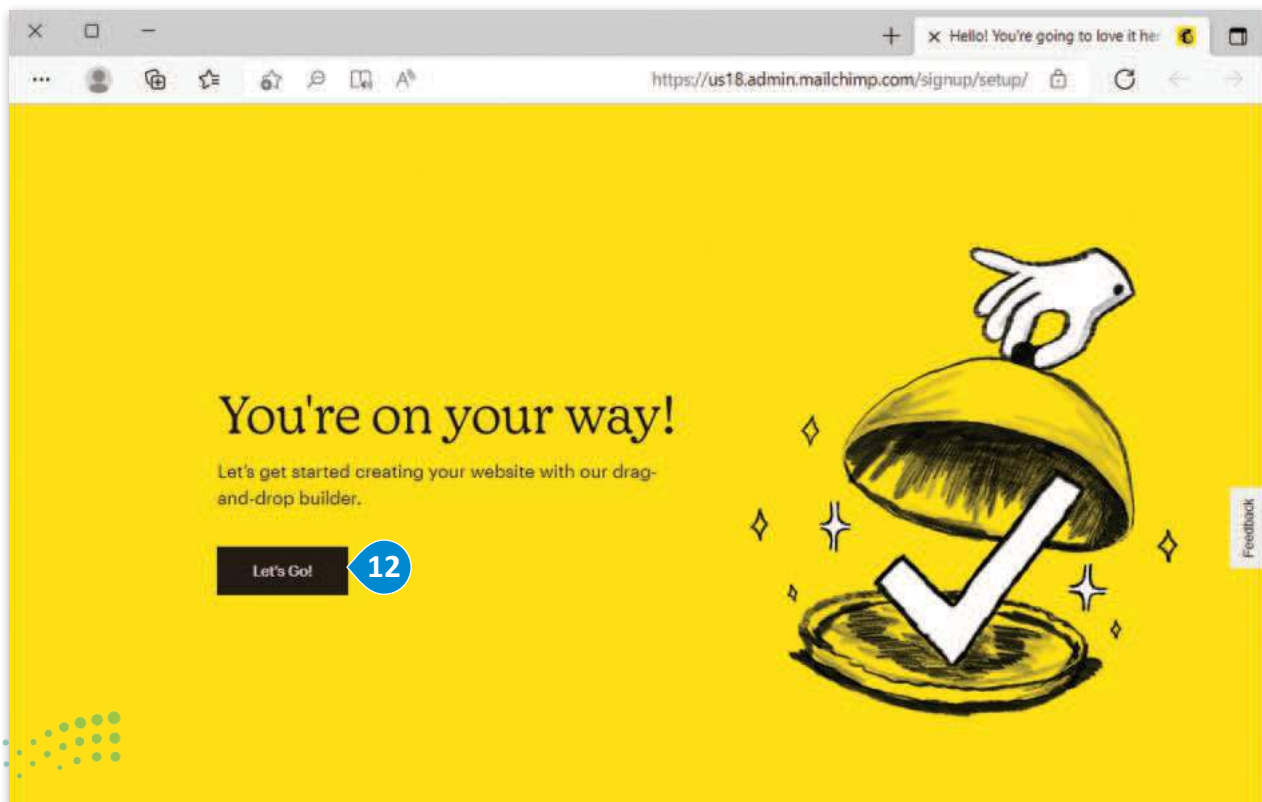 Hello! You're going to love it her
https://us18.admin.mailchimp.com/signup/setup/
You're on your way!
Let's get started creating your website with our drag-
and-drop builder.
Let's Go!
12
Feedback